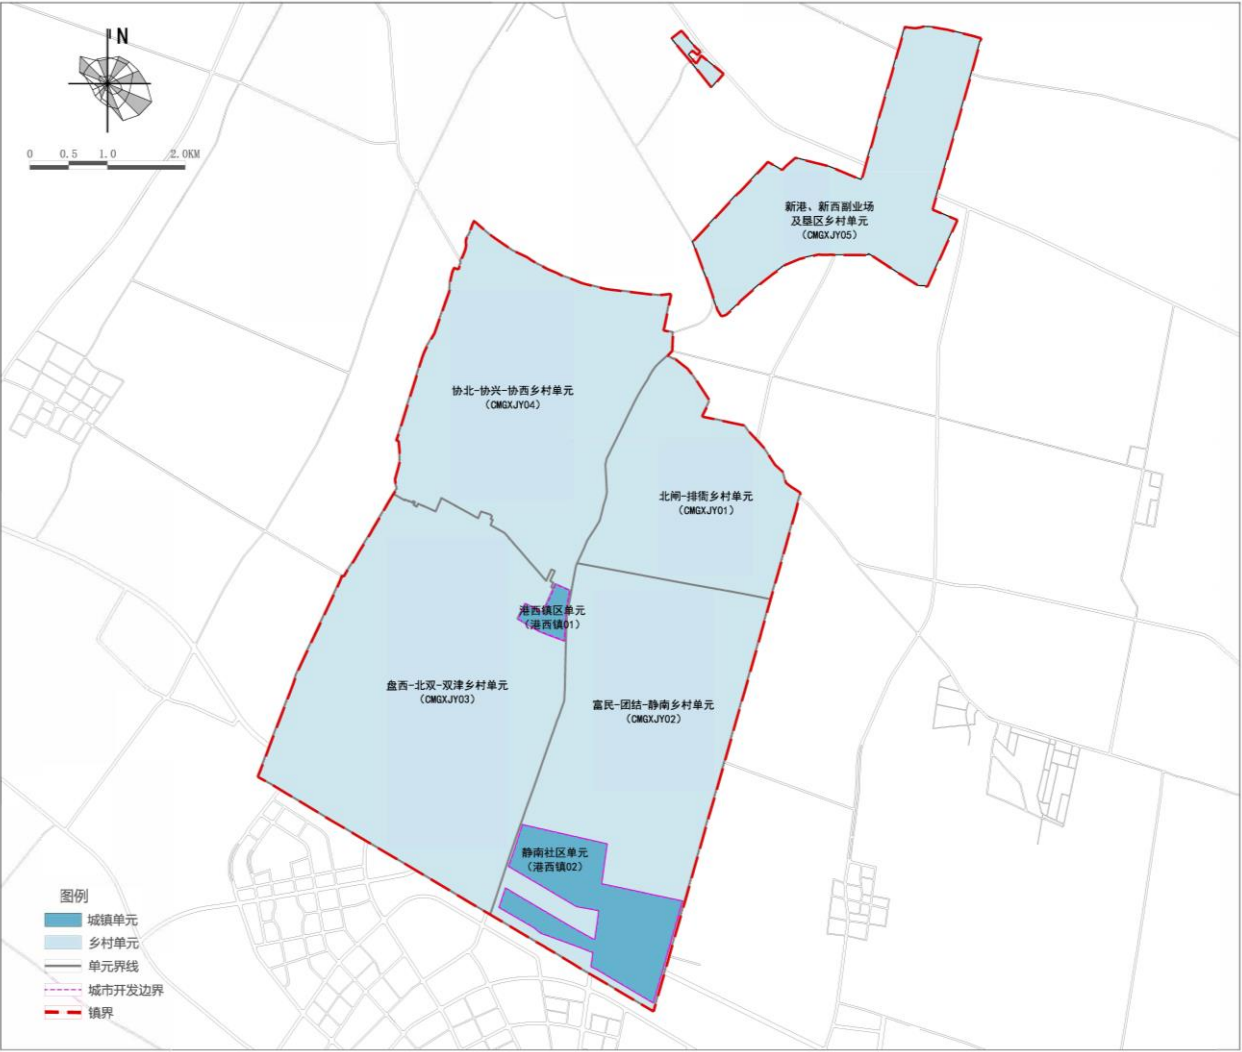 N
0 0.5 1.0 2.0KM
新港、新西副业场
及垦区乡村单元
（CMGXJY05）
协北-协兴-协西乡村单元
（CMGXJY04）
北闸-排衙乡村单元
（CMGXJY01）
港西镇区单元
（港西镇01）
盘西-北双-双津乡村单元
（CMGXJY03）
富民-团结-静南乡村单元
（CMGXJY02）
静南社区单元
（港西镇02）
图例
城镇单元
乡村单元
单元界线
城市开发边界
镇界